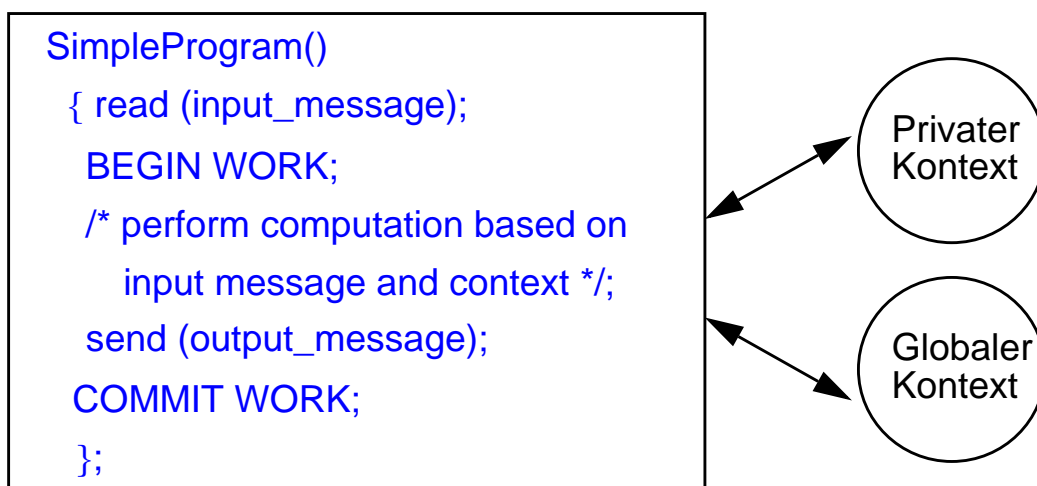 SimpleProgram()
{ read (input_message);
BEGIN WORK;
/* perform computation based on
input message and context */;
send (output_message);
COMMIT WORK;
};
Privater
Kontext
Globaler
Kontext